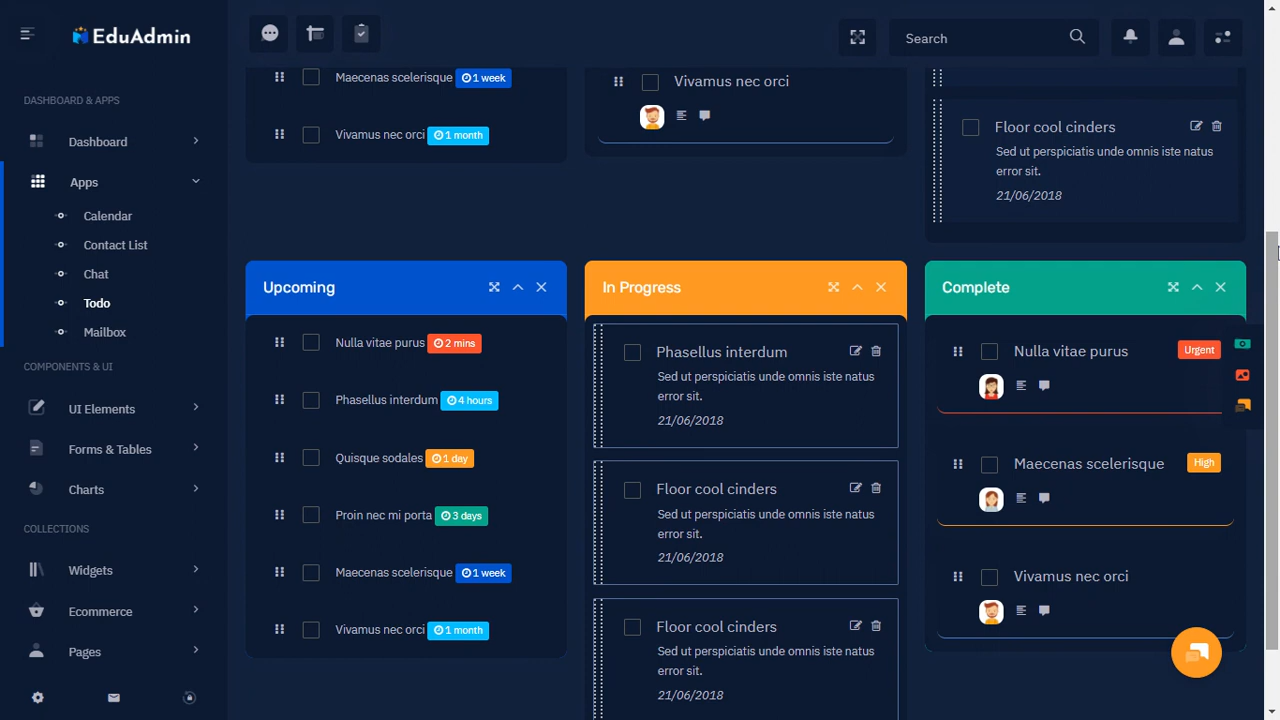 EduAdmin
Search
DASHBOARD & APPS
Dashboard
Apps
Calendar
Contact List
Chat
Todo
Mailbox
COMPONENTS & UI
UI Elements
Forms & Tables
Charts
COLLECTIONS
Widgets
Ecommerce
Pages
Maecenas scelerisque 1 week
Vivamus nec orci 1 month
Vivamus nec orci
Floor cool cinders
Sed ut perspiciatis unde omnis iste natus
error sit.
21/06/2018
Upcoming
Nulla vitae purus 2 mins
Phasellus interdum 4 hours
Quisque sodales 1 day
Proin nec mi porta 3 days
Maecenas scelerisque 1 week
Vivamus nec orci 1 month
In Progress
Phasellus interdum
Sed ut perspiciatis unde omnis iste natus
error sit.
21/06/2018
Floor cool cinders
Sed ut perspiciatis unde omnis iste natus
error sit.
21/06/2018
Floor cool cinders
Sed ut perspiciatis unde omnis iste natus
error sit.
21/06/2018
Complete
Nulla vitae purus Urgent
Maecenas scelerisque High
Vivamus nec orci